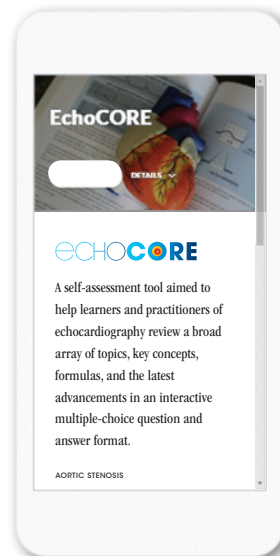 EchoCORE
DETAILS
echoCORE
A self-assessment tool aimed to
help learners and practitioners of
echocardiography review a broad
array of topics, key concepts,
formulas, and the latest
advancements in an interactive
multiple-choice question and
answer format.
AORTIC STENOSIS